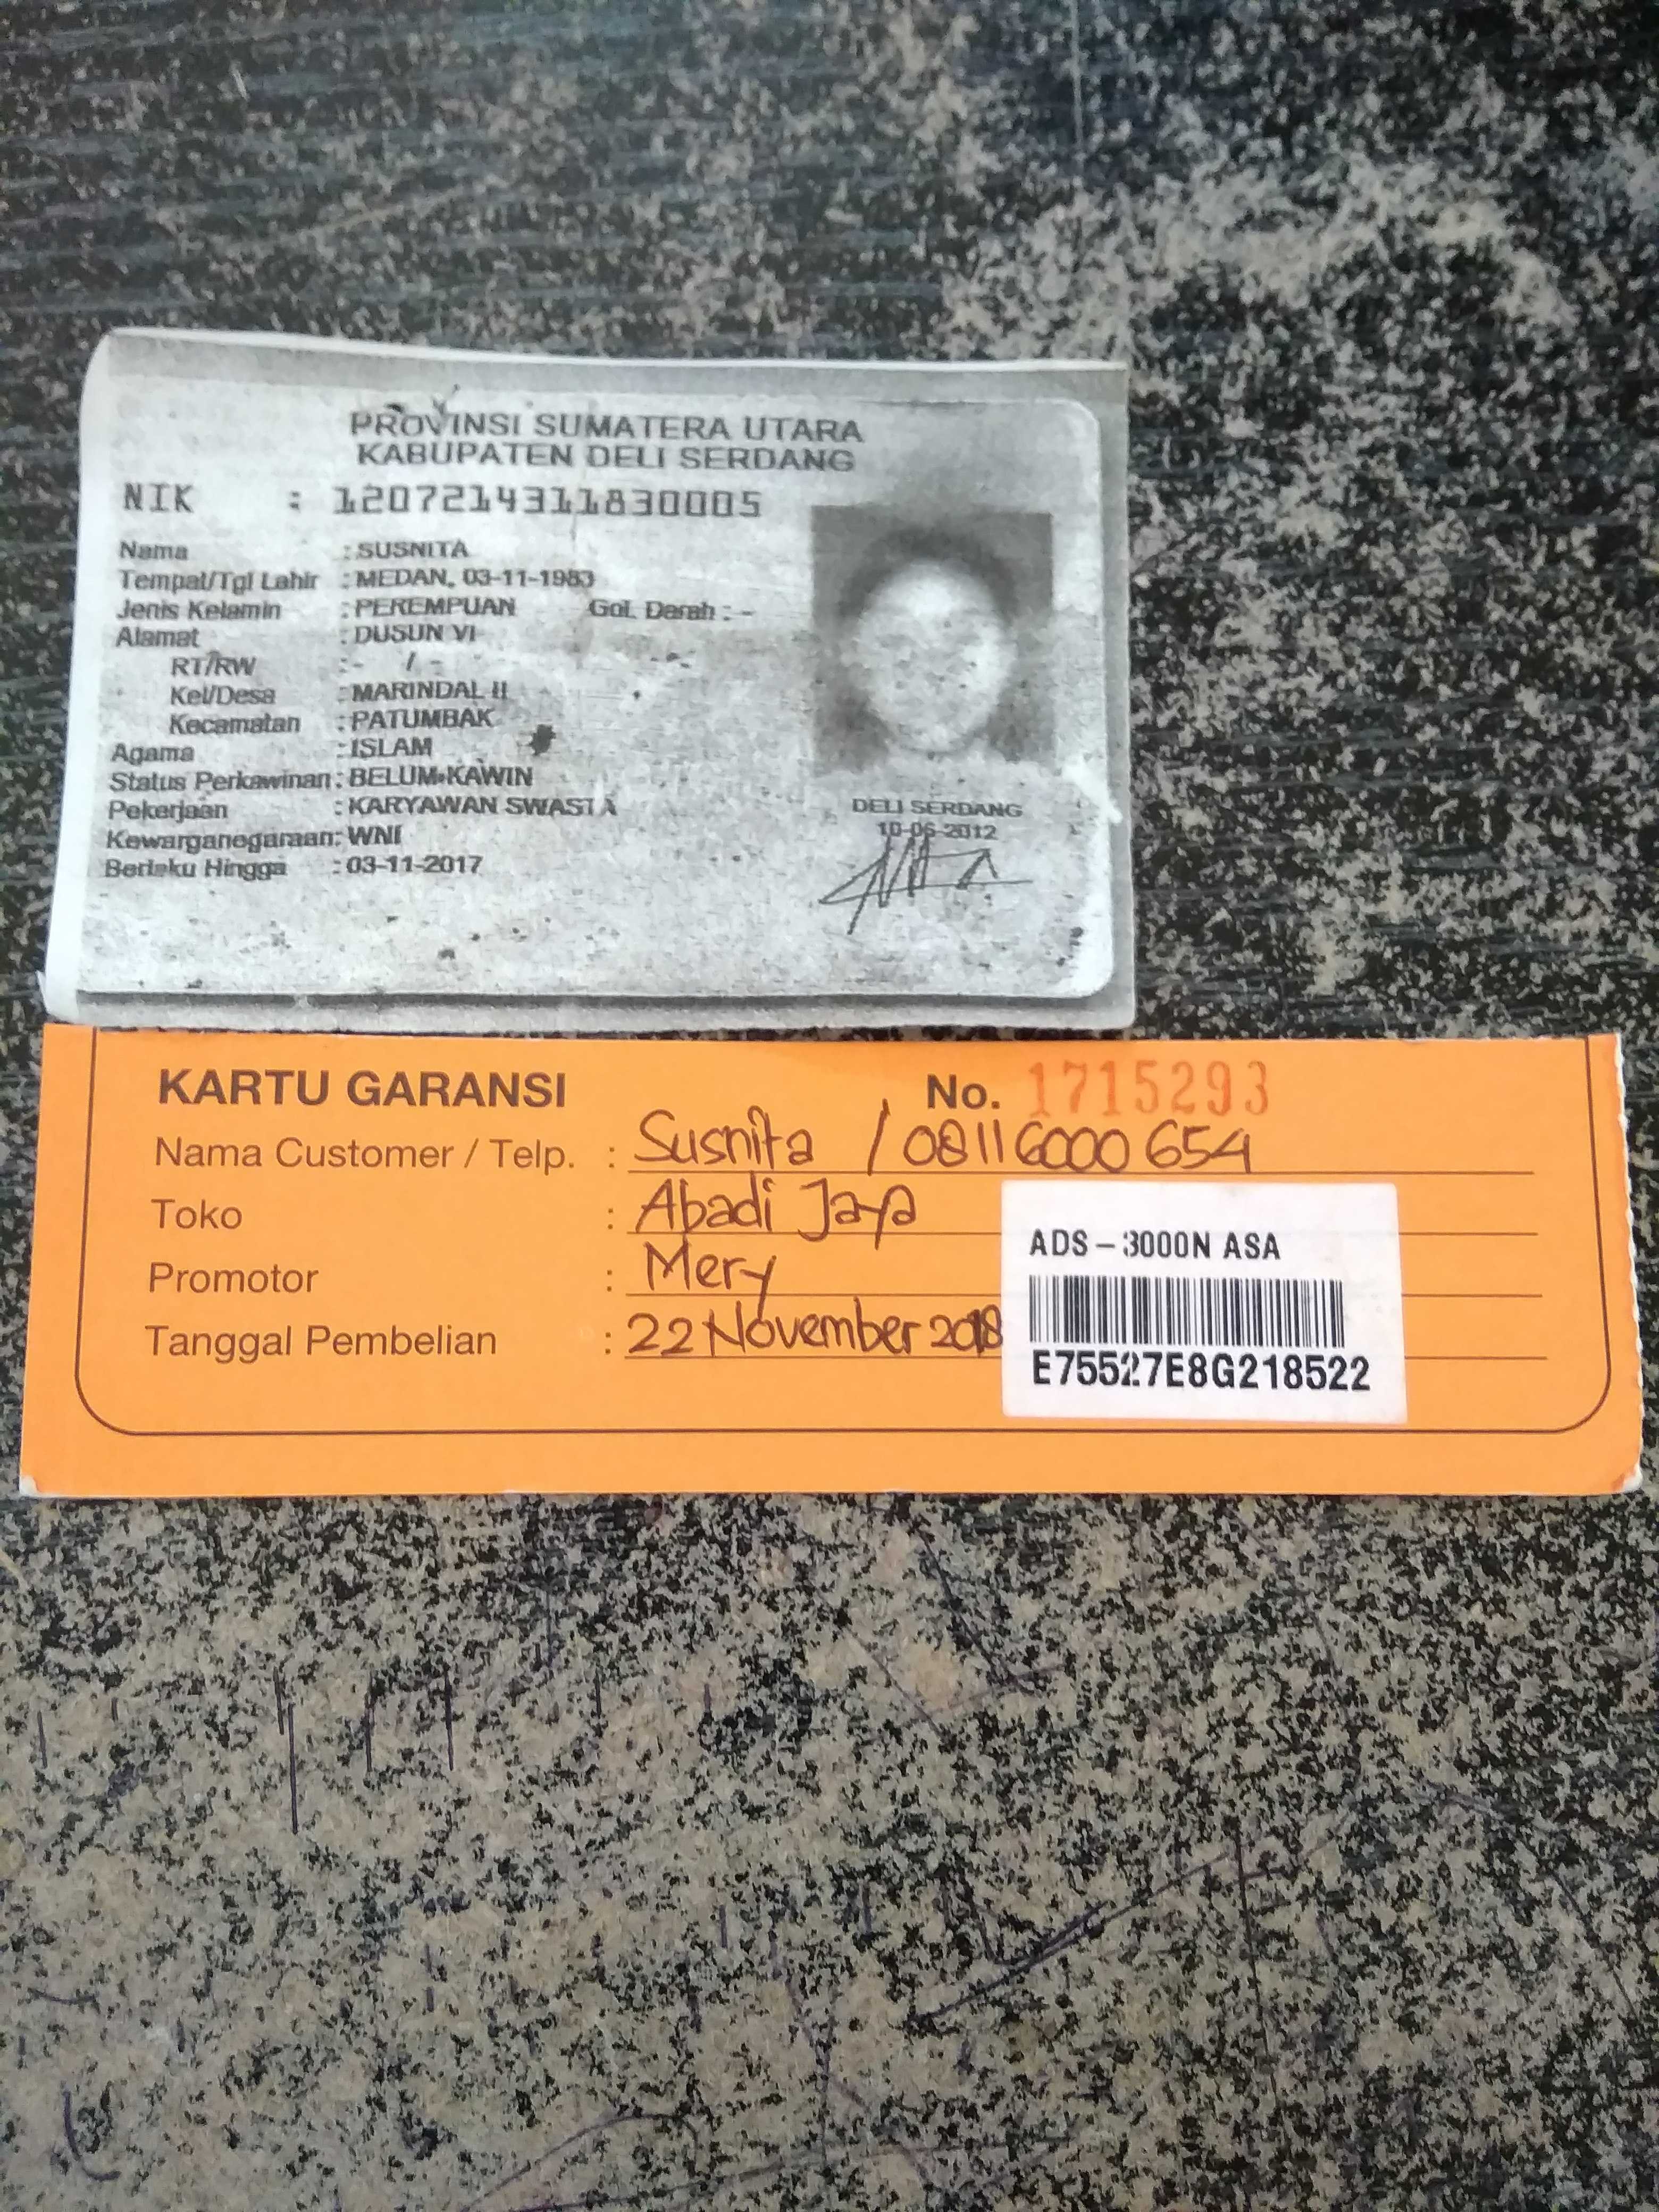 PROVINSI SUMATERA UTARA
KABUPATEN DELI SERDANG
NIK : 1207214311830005
Nama : SUSNITA
Tempat/Tgl Lahir : MEDAN, 03-11-1983
Jenis Kelamin : PEREMPUAN Gol. Darah : -
Alamat : DUSUN VI
RT/RW : - / -
Kel/Desa : MARINDAL II
Kecamatan : PATUMBAK
Agama : ISLAM
Status Perkawinan : BELUM KAWIN
Pekerjaan : KARYAWAN SWASTA
Kewarganegaraan : WNI
Berlaku Hingga : 03-11-2017
DELI SERDANG
10-06-2012
KARTU GARANSI No. 1715293
Nama Customer / Telp. : Susnita / 08116000654
Toko : Abadi Jaya
Promotor : Mery
Tanggal Pembelian : 22 November 2018
ADS-3000N ASA
E75527E8G218522